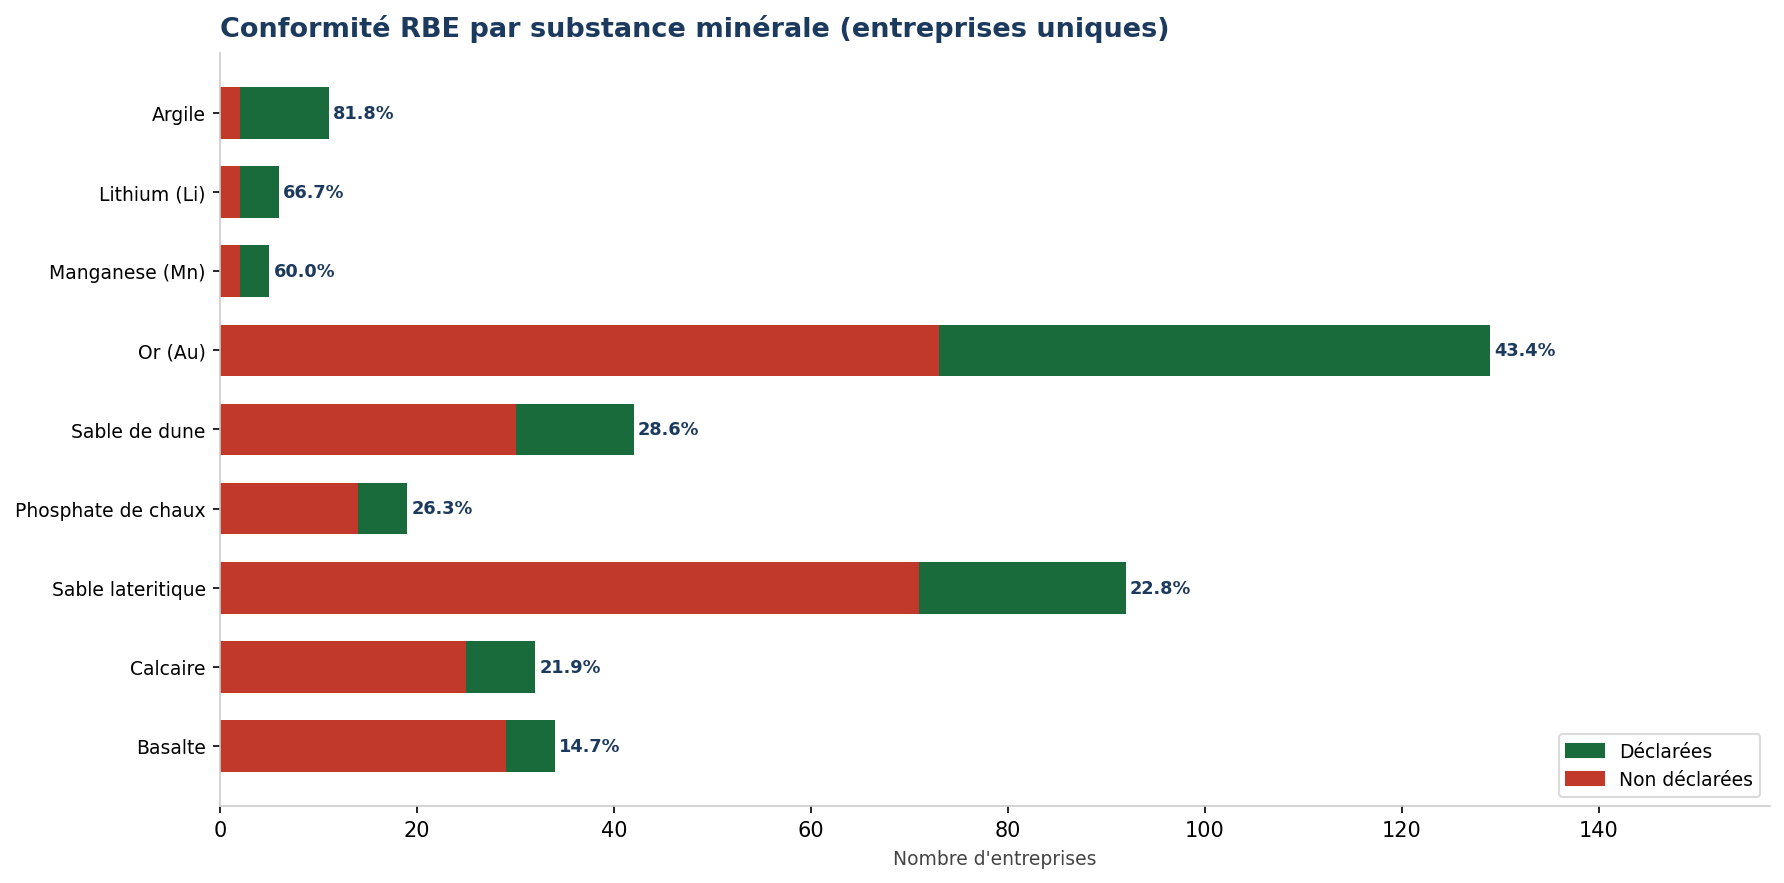 Conformité RBE par substance minérale (entreprises uniques)
Argile
81.8%
Lithium (Li)
66.7%
Manganese (Mn)
60.0%
Or (Au)
43.4%
Sable de dune
28.6%
Phosphate de chaux
26.3%
Sable lateritique
22.8%
Calcaire
21.9%
Basalte
14.7%
Déclarées
Non déclarées
0 20 40 60 80 100 120 140
Nombre d'entreprises